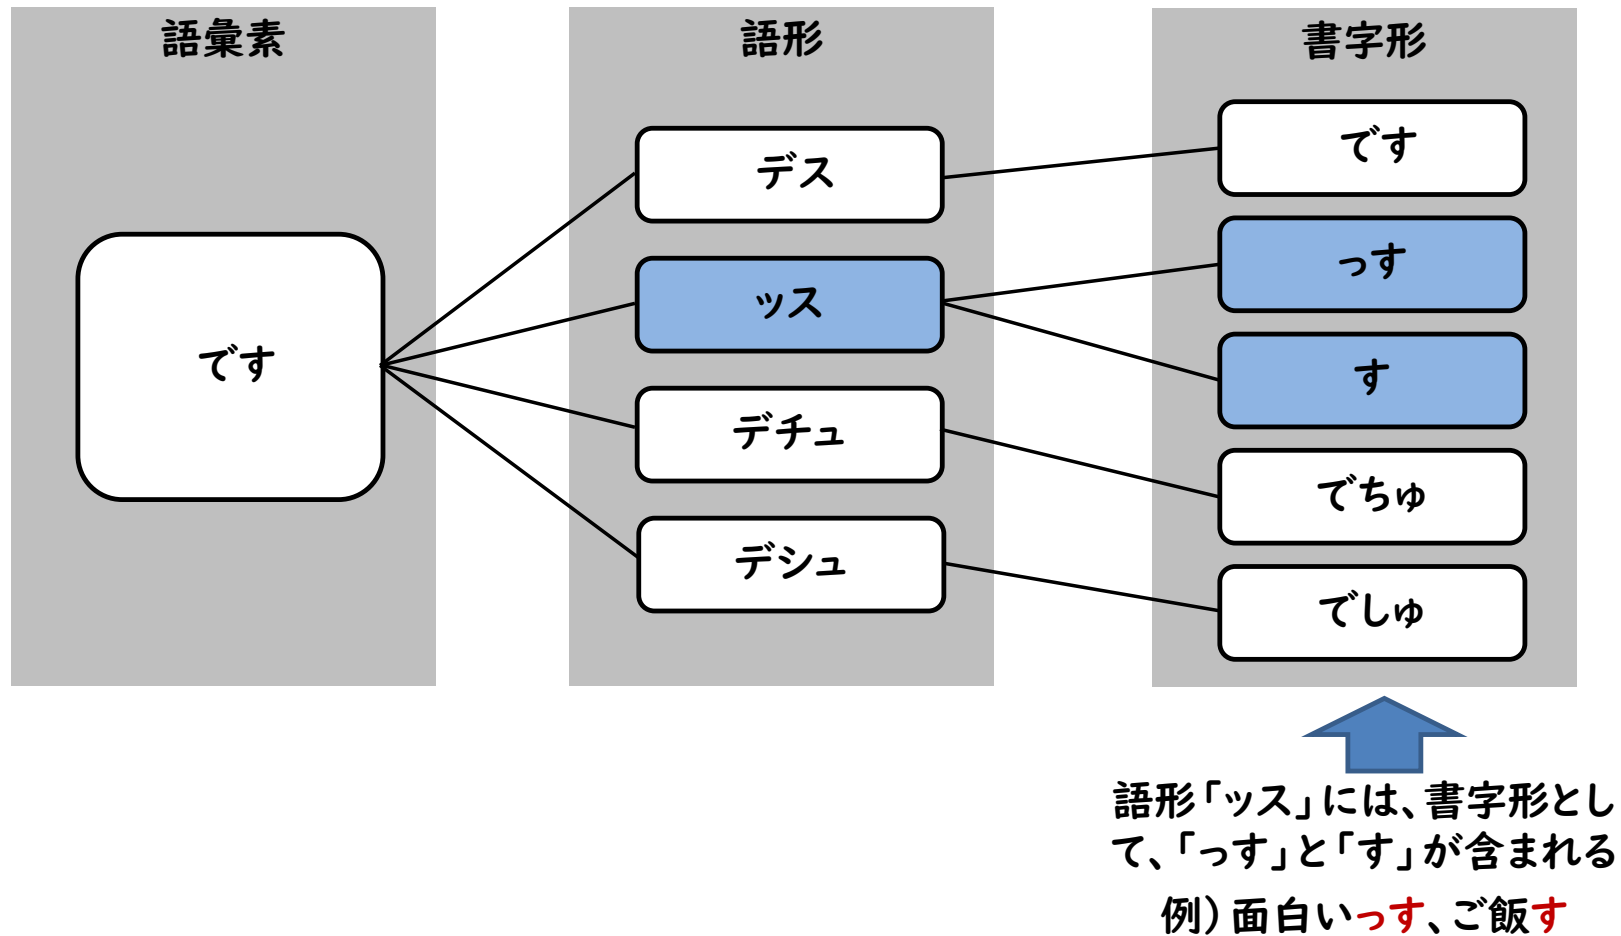 語彙素
です
語形
デス
ッス
デチュ
デシュ
書字形
です
っす
す
でちゅ
でしゅ
語形「ッス」には、書字形とし
て、「っす」と「す」が含まれる
例）面白いっす、ご飯す